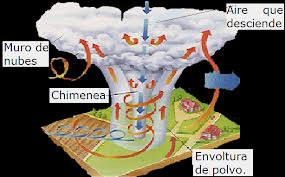 Aire que
desciende
Muro de
nubes
Chimenea
Envoltura
de polvo.